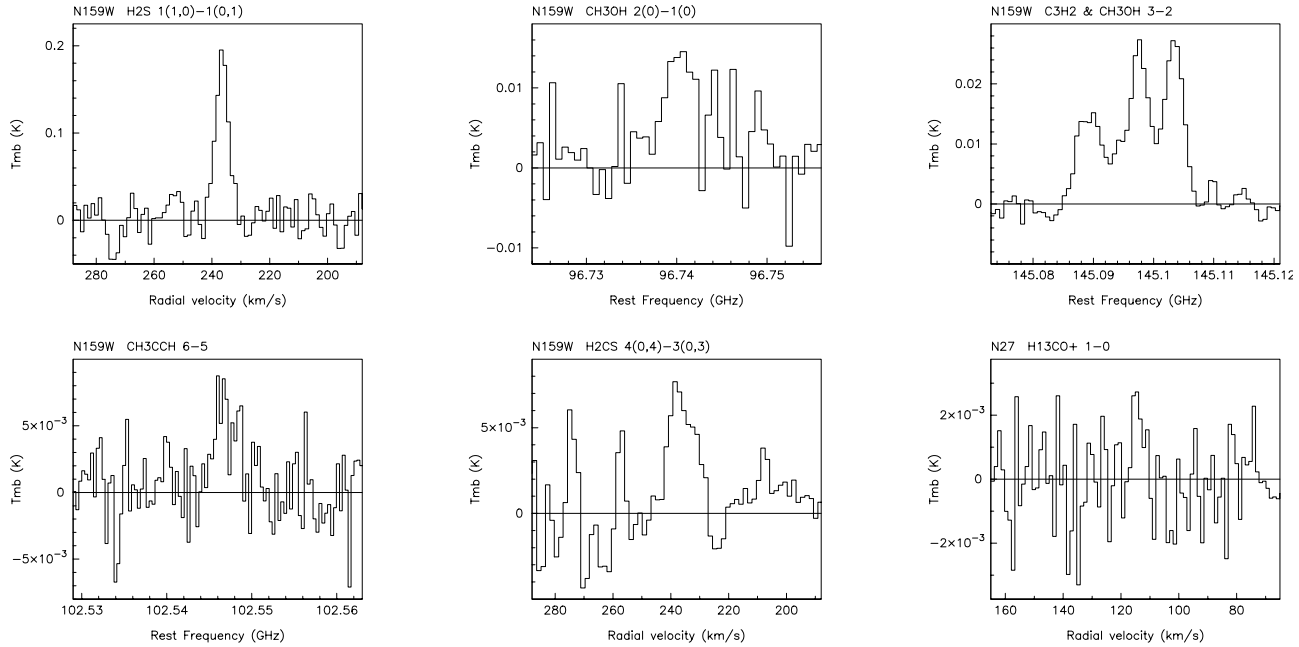 N159W H2S 1(1,0)−1(0,1)
Tmb (K)
0.2
0.1
0
280 260 240 220 200
Radial velocity (km/s)
N159W CH3OH 2(0)−1(0)
Tmb (K)
0.01
0
−0.01
96.73 96.74 96.75
Rest Frequency (GHz)
N159W C3H2 & CH3OH 3−2
Tmb (K)
0.02
0.01
0
145.08 145.09 145.1 145.11 145.12
Rest Frequency (GHz)
N159W CH3CCH 6−5
Tmb (K)
5×10⁻³
0
−5×10⁻³
102.53 102.54 102.55 102.56
Rest Frequency (GHz)
N159W H2CS 4(0,4)−3(0,3)
Tmb (K)
5×10⁻³
0
280 260 240 220 200
Radial velocity (km/s)
N27 H13CO+ 1−0
Tmb (K)
2×10⁻³
0
−2×10⁻³
160 140 120 100 80
Radial velocity (km/s)